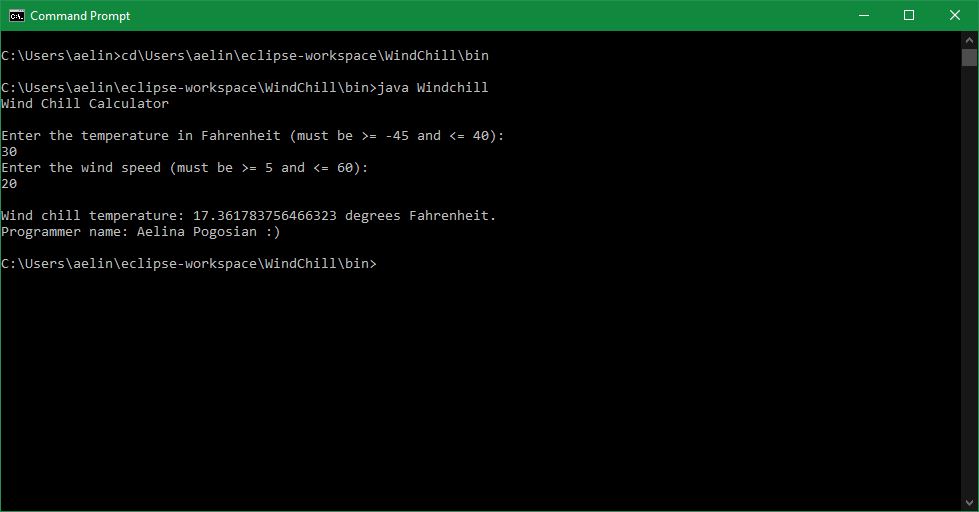 Command Prompt
C:\Users\aelin>cd\Users\aelin\eclipse-workspace\WindChill\bin
C:\Users\aelin\eclipse-workspace\WindChill\bin>java Windchill
Wind Chill Calculator
Enter the temperature in Fahrenheit (must be >= -45 and <= 40):
30
Enter the wind speed (must be >= 5 and <= 60):
20
Wind chill temperature: 17.361783756466323 degrees Fahrenheit.
Programmer name: Aelina Pogosian :)
C:\Users\aelin\eclipse-workspace\WindChill\bin>